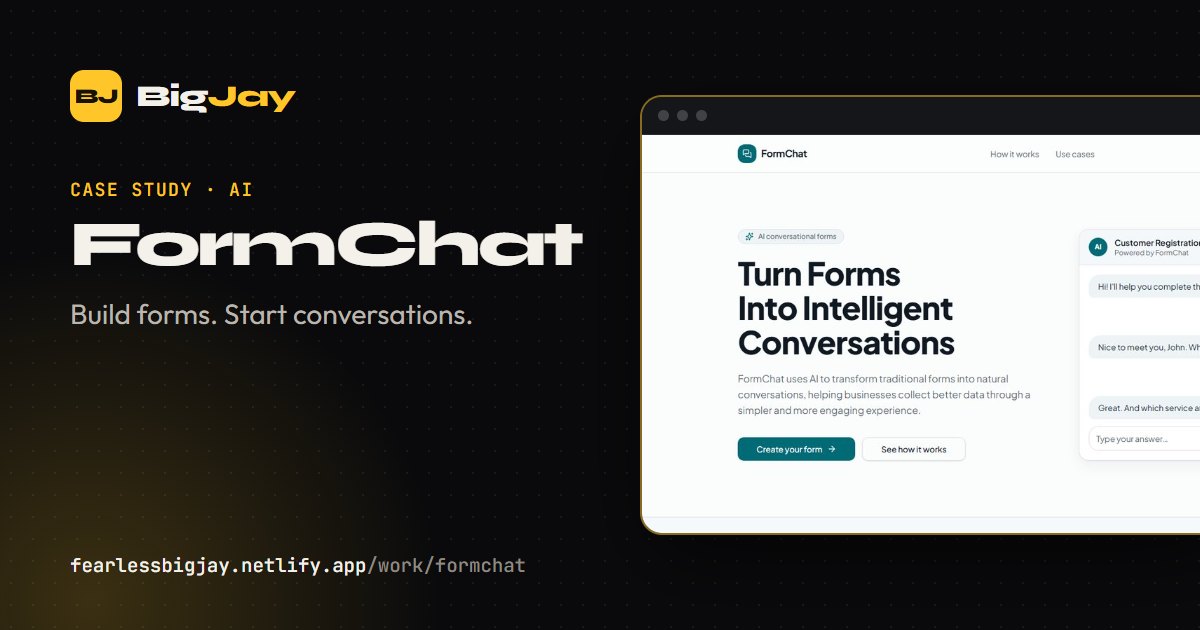 BJ BigJay
CASE STUDY · AI
FormChat
Build forms. Start conversations.
fearlessbigjay.netlify.app/work/formchat
FormChat
How it works
Use cases
AI conversational forms
Turn Forms
Into Intelligent
Conversations
FormChat uses AI to transform traditional forms into natural
conversations, helping businesses collect better data through a
simpler and more engaging experience.
Create your form →
See how it works
AI
Customer Registration
Powered by FormChat
Hi! I'll help you complete th
Nice to meet you, John. Wh
Great. And which service a
Type your answer...